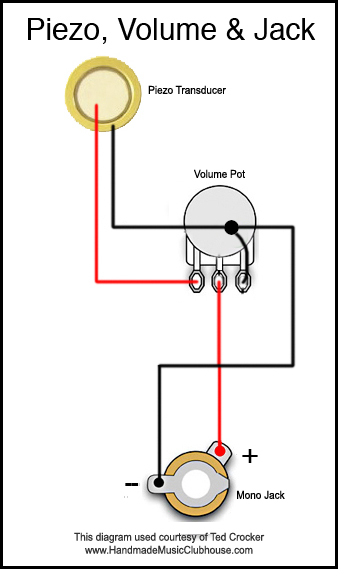 Piezo, Volume & Jack
Piezo Transducer
Volume Pot
+
--
Mono Jack
This diagram used courtesy of Ted Crocker
www.HandmadeMusicClubhouse.com